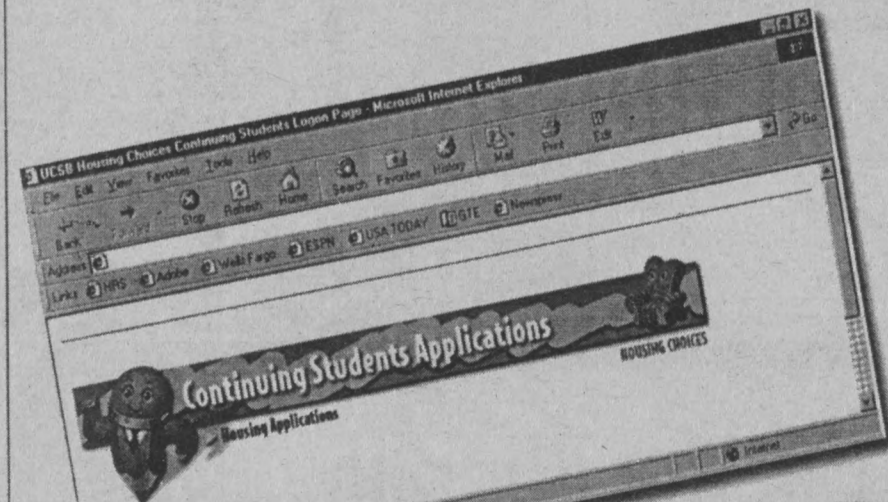 UCSB Housing Choices Continuing Students Logon Page - Microsoft Internet Explorer
File Edit View Favorites Tools Help
Back Forward Stop Refresh Home Search Favorites History Mail Print Edit
Address Go
Links HRS Adobe Wells Fargo ESPN USA TODAY GTE Newspress
Continuing Students Applications
HOUSING CHOICES
Housing Applications
Internet